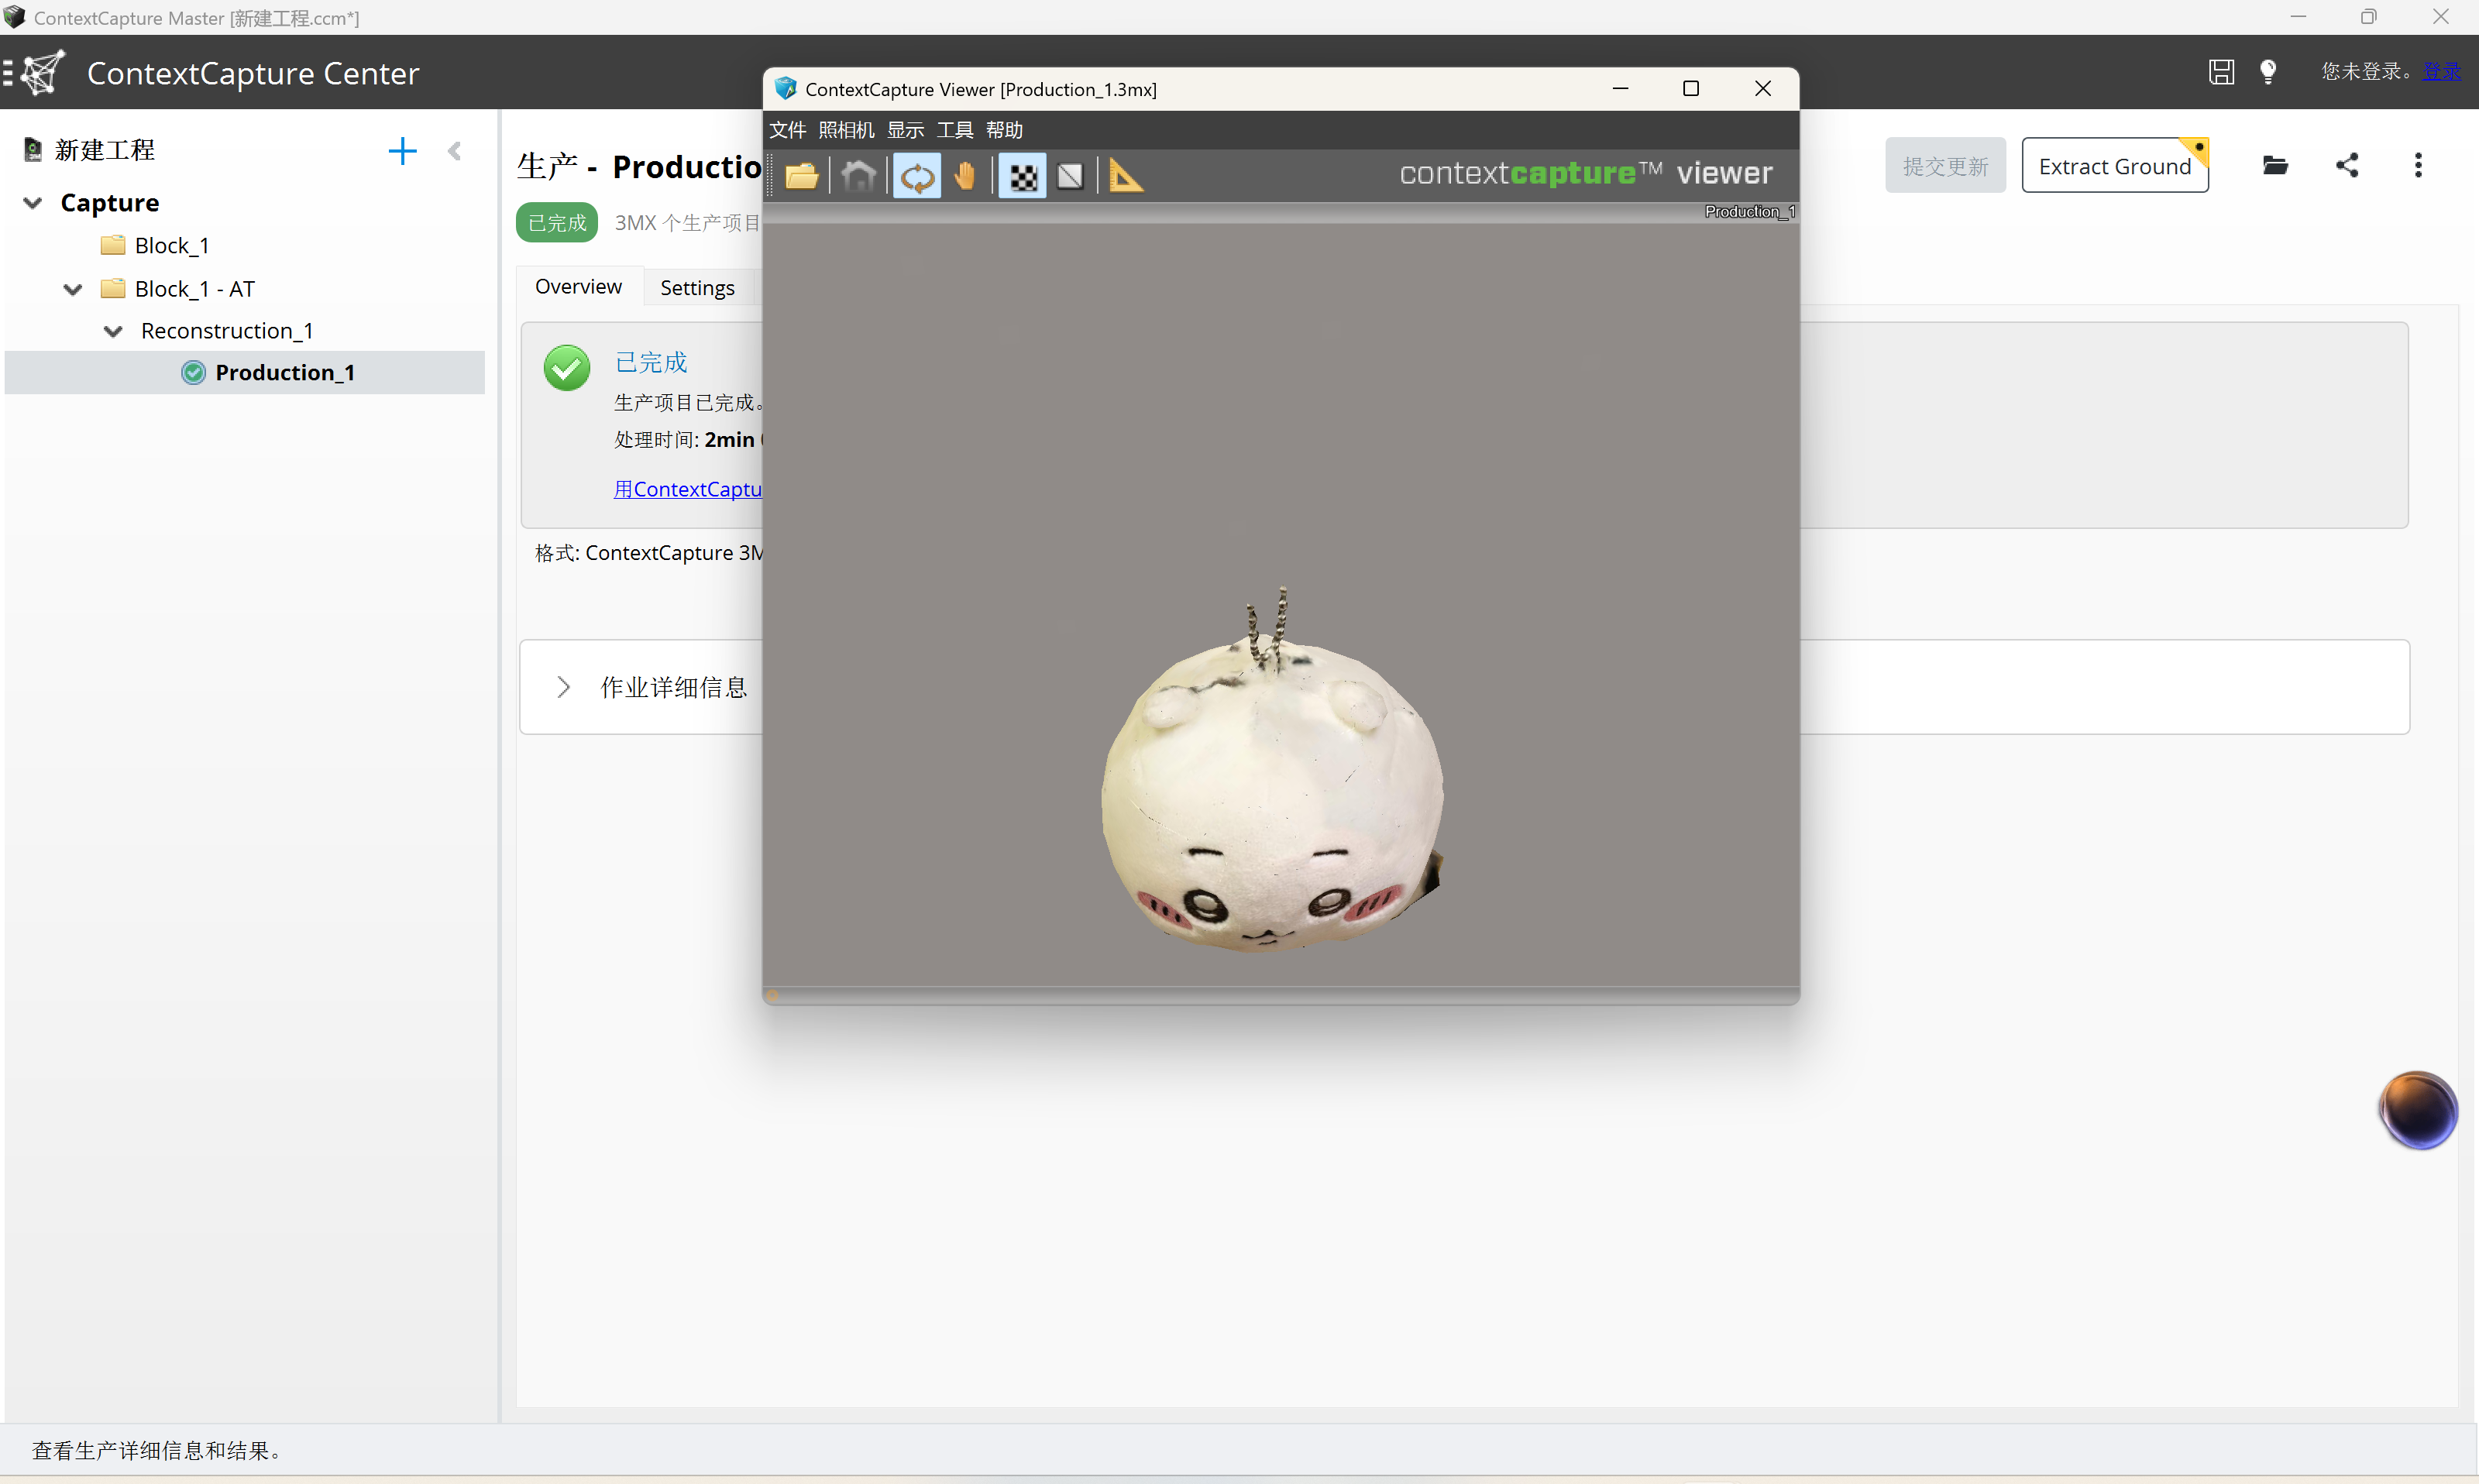 ContextCapture Master [新建工程.ccm*]
ContextCapture Center
您未登录。登录
新建工程
Capture
Block_1
Block_1 - AT
Reconstruction_1
Production_1
生产 - Productio
提交更新
Extract Ground
已完成
3MX 个生产项目
Overview
Settings
已完成
生产项目已完成。
处理时间: 2min
用ContextCaptu
格式: ContextCapture 3M
作业详细信息
ContextCapture Viewer [Production_1.3mx]
文件 照相机 显示 工具 帮助
contextcapture™ viewer
Production_1
查看生产详细信息和结果。